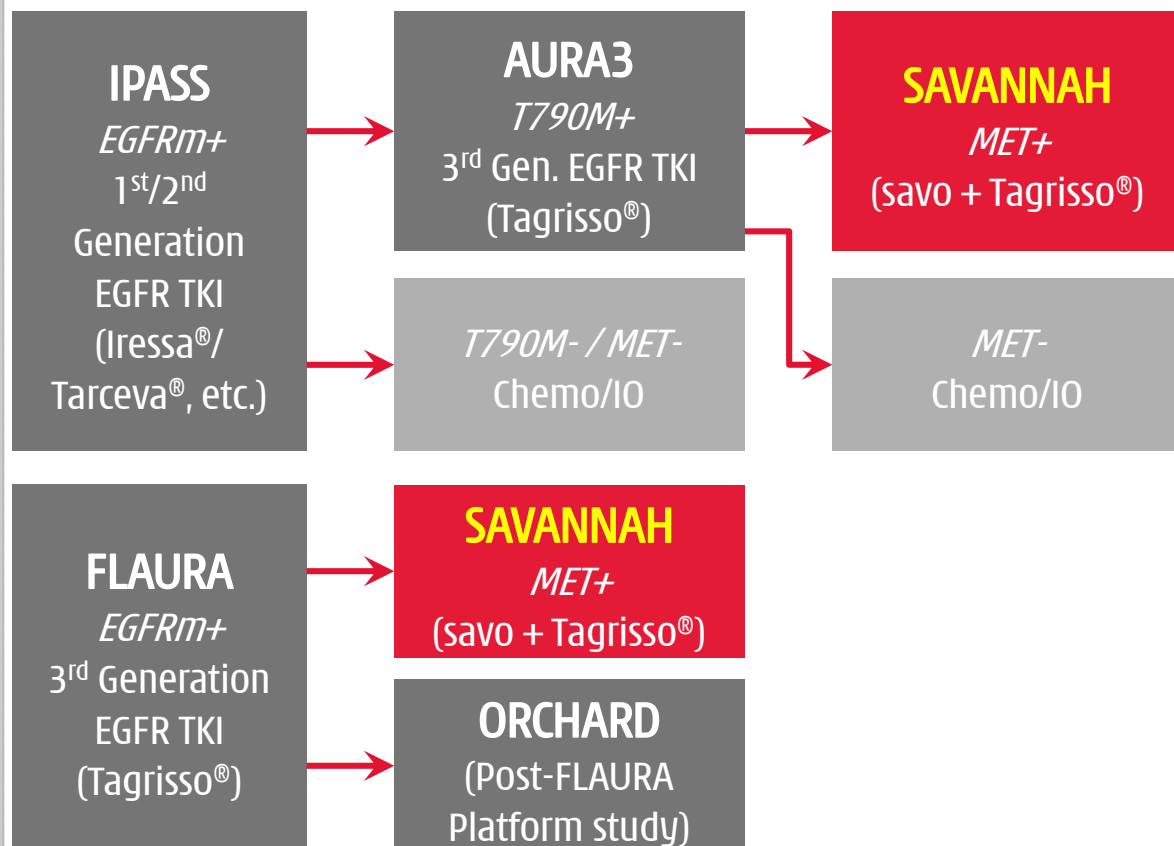 IPASS
EGFRm+
1st/2nd
Generation
EGFR TKI
(Iressa®/
Tarceva®, etc.)
AURA3
T790M+
3rd Gen. EGFR TKI
(Tagrisso®)
SAVANNAH
MET+
(savo + Tagrisso®)
T790M- / MET-
Chemo/IO
MET-
Chemo/IO
FLAURA
EGFRm+
3rd Generation
EGFR TKI
(Tagrisso®)
SAVANNAH
MET+
(savo + Tagrisso®)
ORCHARD
(Post-FLAURA
Platform study)